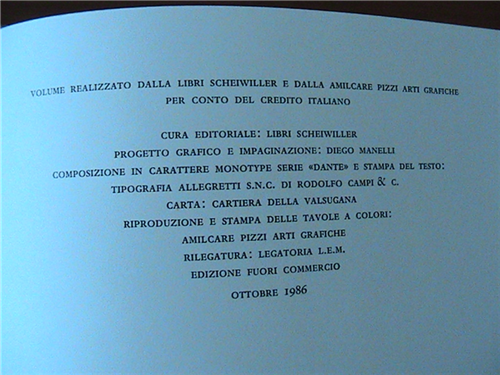 VOLUME REALIZZATO DALLA LIBRI SCHEIWILLER E DALLA AMILCARE PIZZI ARTI GRAFICHE
PER CONTO DEL CREDITO ITALIANO
CURA EDITORIALE: LIBRI SCHEIWILLER
PROGETTO GRAFICO E IMPAGINAZIONE: DIEGO MANELLI
COMPOSIZIONE IN CARATTERE MONOTYPE SERIE «DANTE» E STAMPA DEL TESTO:
TIPOGRAFIA ALLEGRETTI S.N.C. DI RODOLFO CAMPI & C.
CARTA: CARTIERA DELLA VALSUGANA
RIPRODUZIONE E STAMPA DELLE TAVOLE A COLORI:
AMILCARE PIZZI ARTI GRAFICHE
RILEGATURA: LEGATORIA L.E.M.
EDIZIONE FUORI COMMERCIO
OTTOBRE 1986